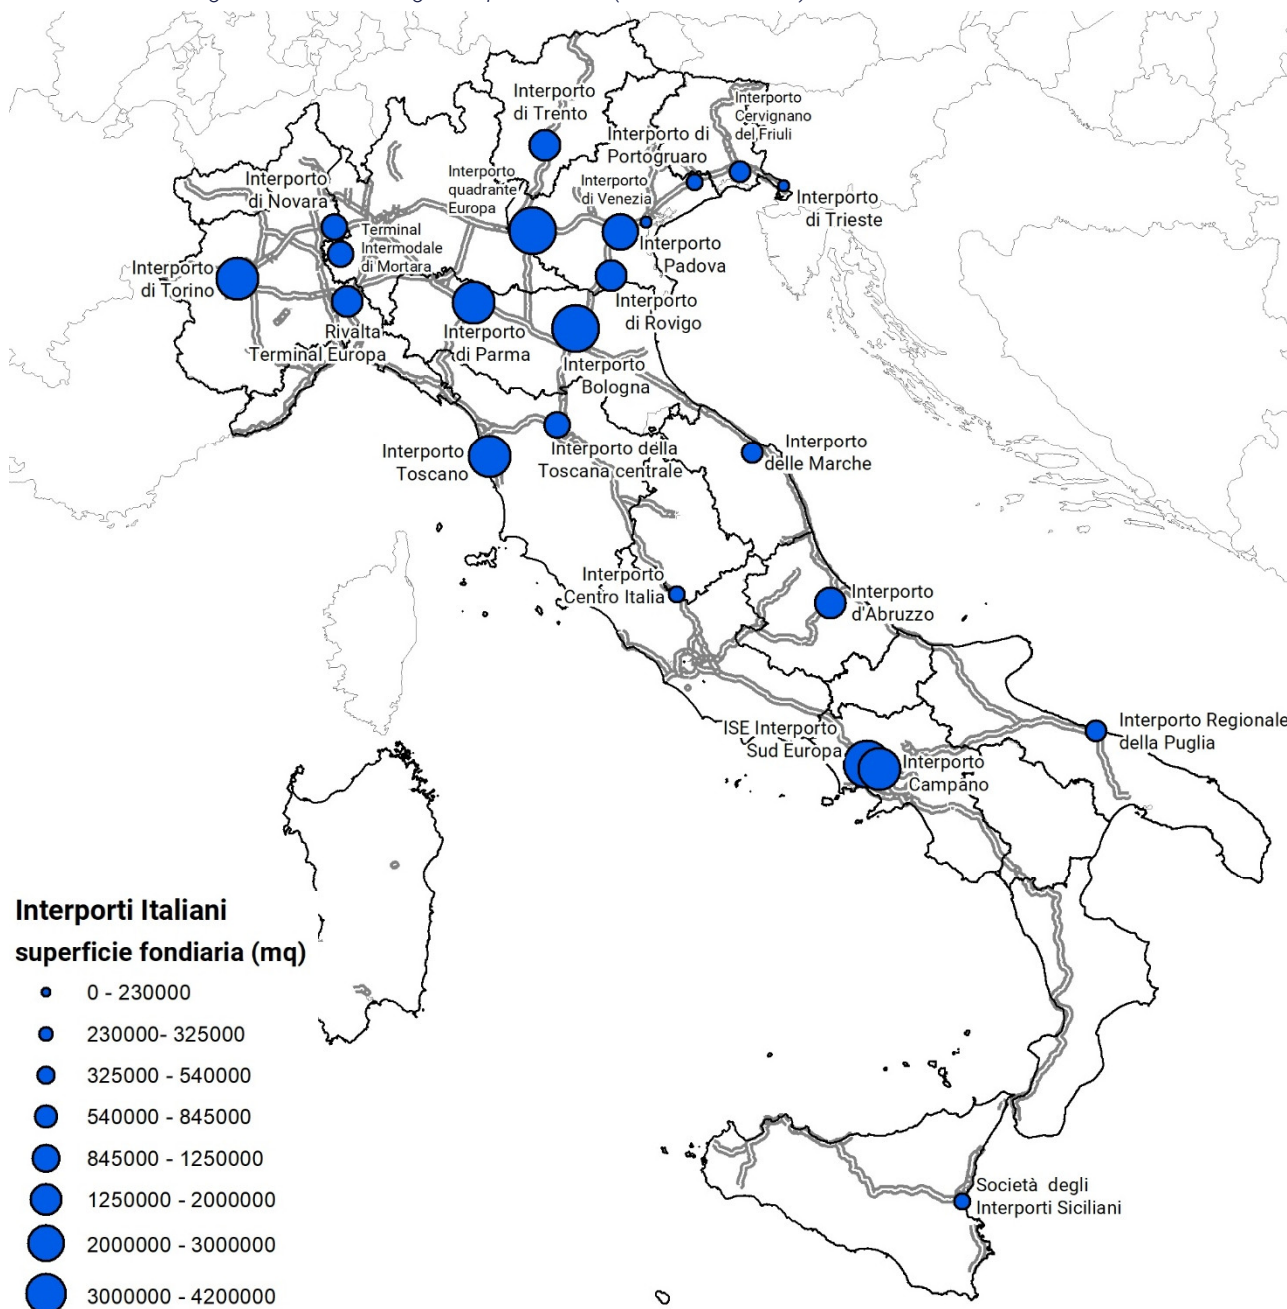 Interporto
di Trento
Interporto
Cervignano
del Friuli
Interporto di
Portogruaro
Interporto
di Novara
Interporto
quadrante
Europa
Interporto
di Venezia
Interporto
di Trieste
Terminal
Intermodale
di Mortara
Interporto
Padova
Interporto
di Torino
Interporto
di Rovigo
Rivalta
Terminal Europa
Interporto
di Parma
Interporto
Bologna
Interporto
Toscano
Interporto della
Toscana centrale
Interporto
delle Marche
Interporto
Centro Italia
Interporto
d'Abruzzo
ISE Interporto
Sud Europa
Interporto
Campano
Interporto Regionale
della Puglia
Interporti Italiani
superficie fondiaria (mq)
0 - 230000
230000- 325000
325000 - 540000
540000 - 845000
845000 - 1250000
1250000 - 2000000
2000000 - 3000000
3000000 - 4200000
Società degli
Interporti Siciliani